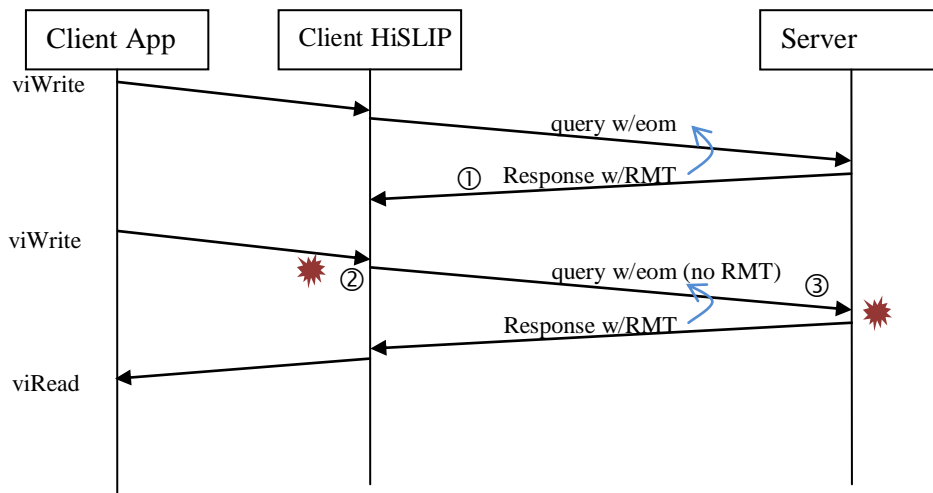 Client App
Client HiSLIP
Server
viWrite
query w/eom
① Response w/RMT
viWrite
② query w/eom (no RMT) ③
Response w/RMT
viRead